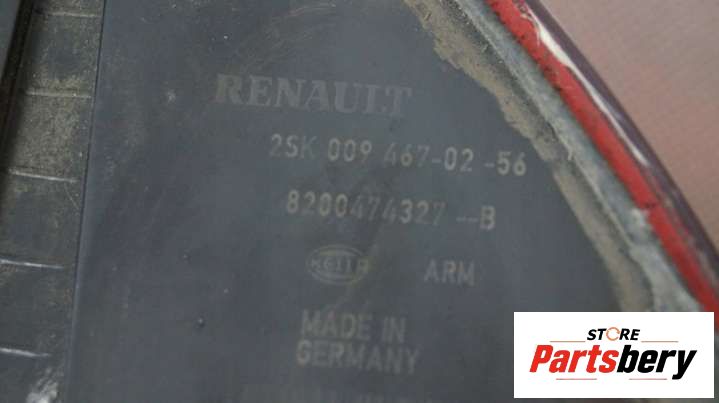 RENAULT
2SK 009 467-02-56
8200474327--B
HELLA ARM
MADE IN
GERMANY
STORE
Partsbery